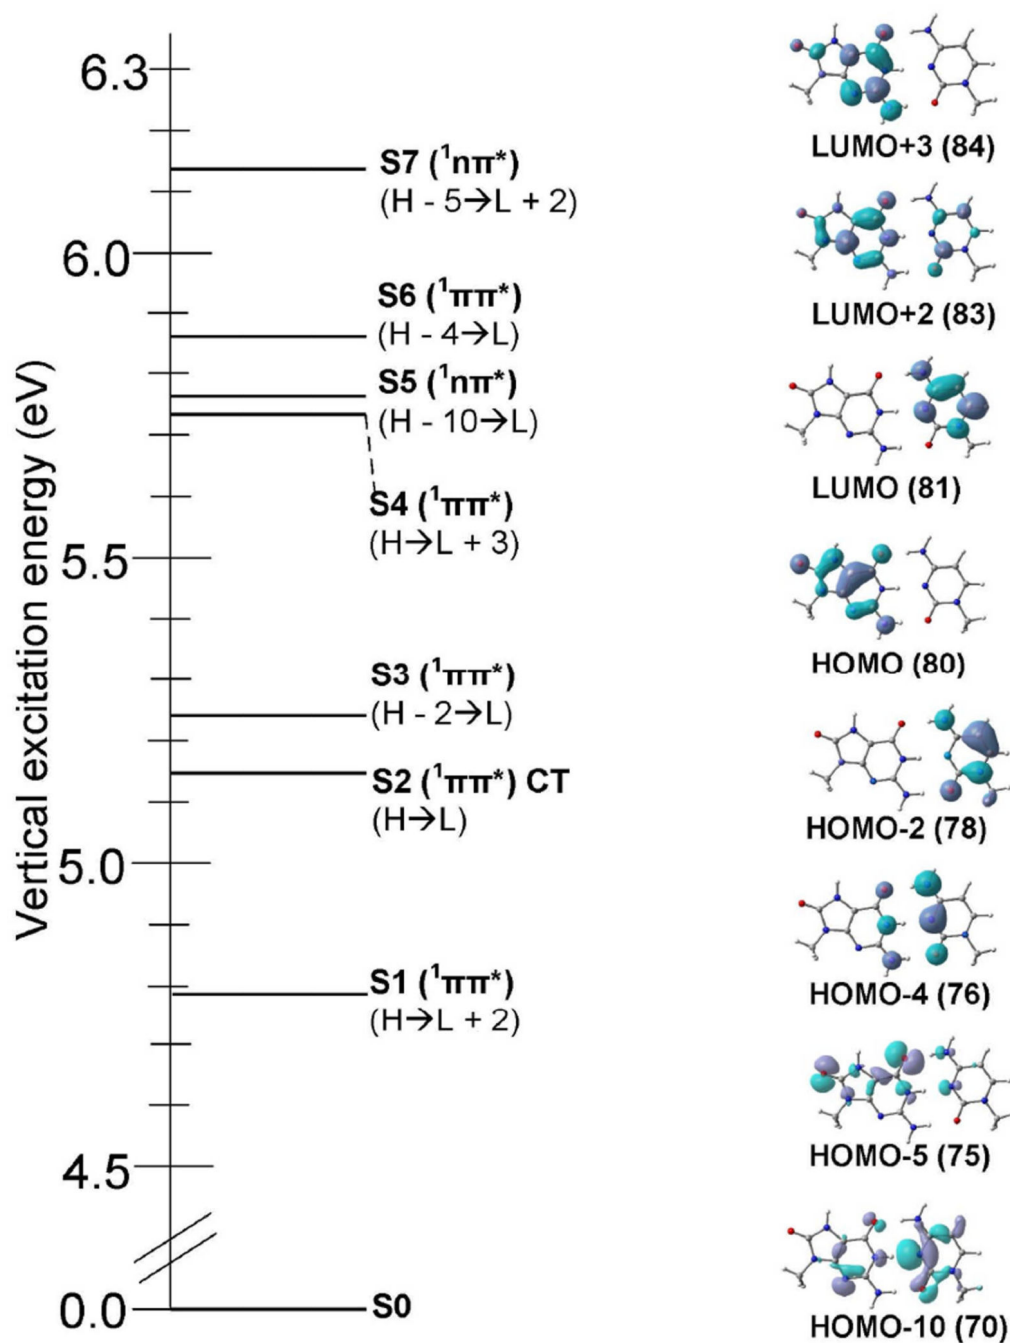 Vertical excitation energy (eV)
6.3
6.0
5.5
5.0
4.5
0.0
S7 (¹nπ*)
(H - 5→L + 2)
S6 (¹ππ*)
(H - 4→L)
S5 (¹nπ*)
(H - 10→L)
S4 (¹ππ*)
(H→L + 3)
S3 (¹ππ*)
(H - 2→L)
S2 (¹ππ*) CT
(H→L)
S1 (¹ππ*)
(H→L + 2)
S0
LUMO+3 (84)
LUMO+2 (83)
LUMO (81)
HOMO (80)
HOMO-2 (78)
HOMO-4 (76)
HOMO-5 (75)
HOMO-10 (70)